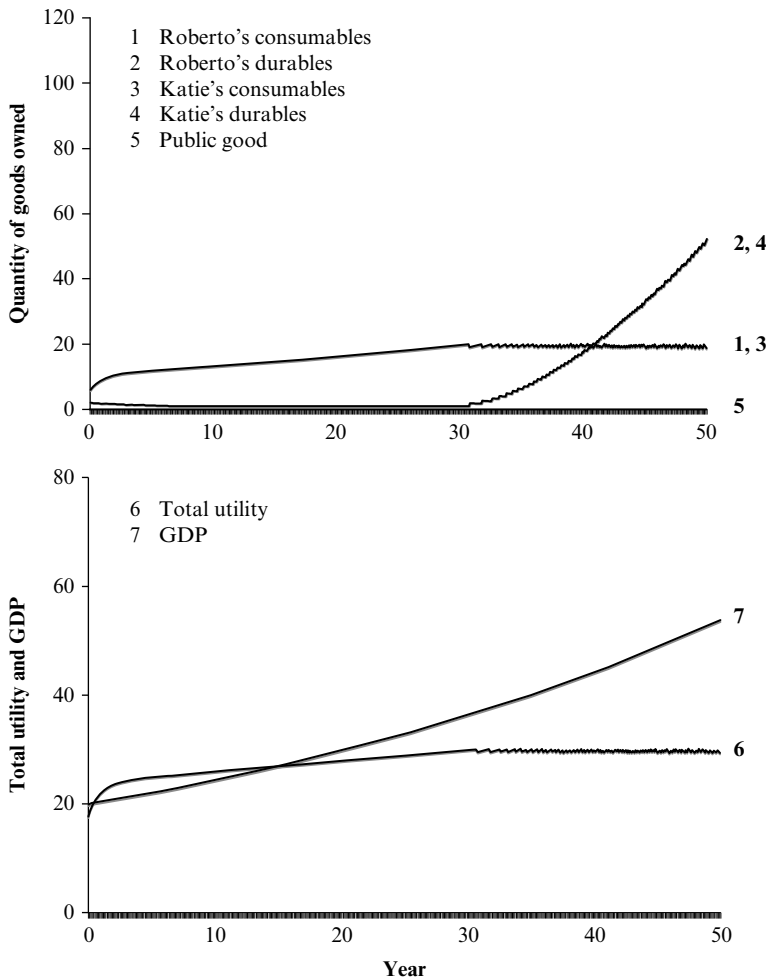 120
1 Roberto's consumables
2 Roberto's durables
100
3 Katie's consumables
4 Katie's durables
80
5 Public good
60
2, 4
40
20
1, 3
0
5
0 10 20 30 40 50
Quantity of goods owned
80
6 Total utility
7 GDP
60
7
40
6
20
0
0 10 20 30 40 50
Total utility and GDP
Year